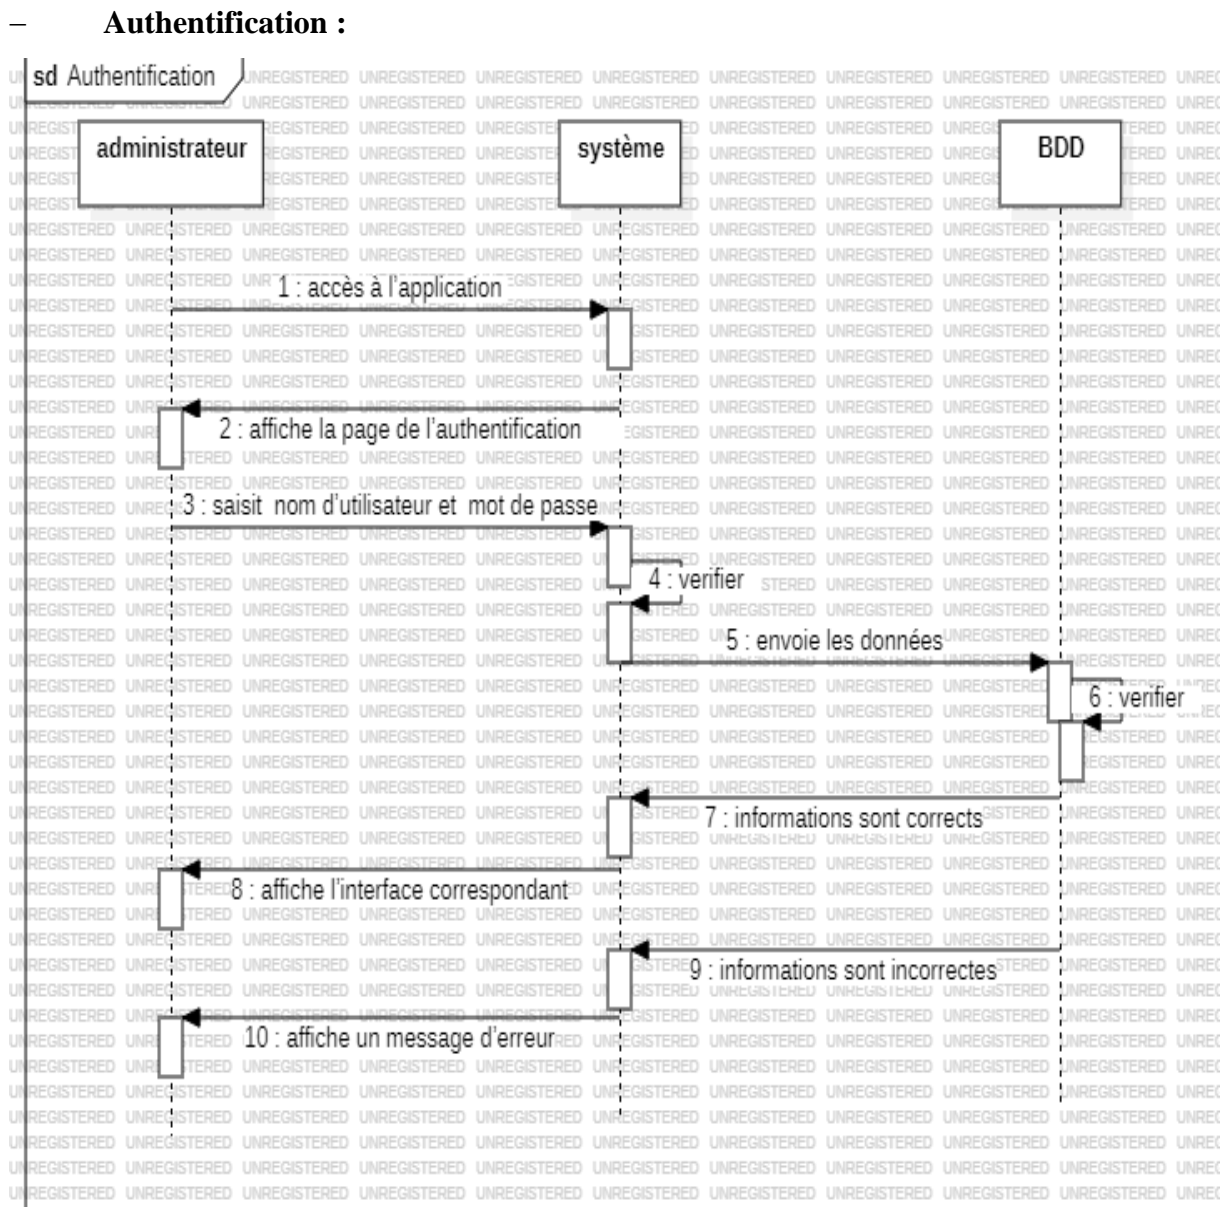 – Authentification :
sd Authentification
administrateur
système
BDD
1 : accès à l'application
2 : affiche la page de l'authentification
3 : saisit nom d'utilisateur et mot de passe
4 : verifier
5 : envoie les données
6 : verifier
7 : informations sont corrects
8 : affiche l'interface correspondant
9 : informations sont incorrectes
10 : affiche un message d'erreur
UNREGISTERED